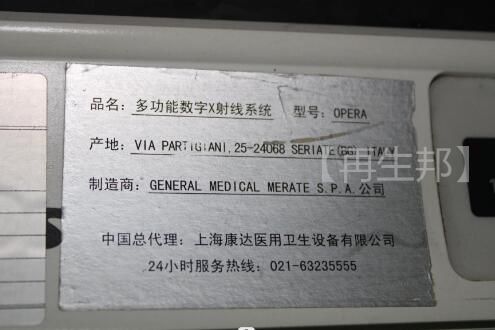 品名: 多功能数字X射线系统 型号: OPERA
产地: VIA PARTIGIANI,25-24068 SERIATE(BG) ITALY
【再生邦】
制造商: GENERAL MEDICAL MERATE S.P.A.公司
中国总代理: 上海康达医用卫生设备有限公司
24小时服务热线: 021-63235555